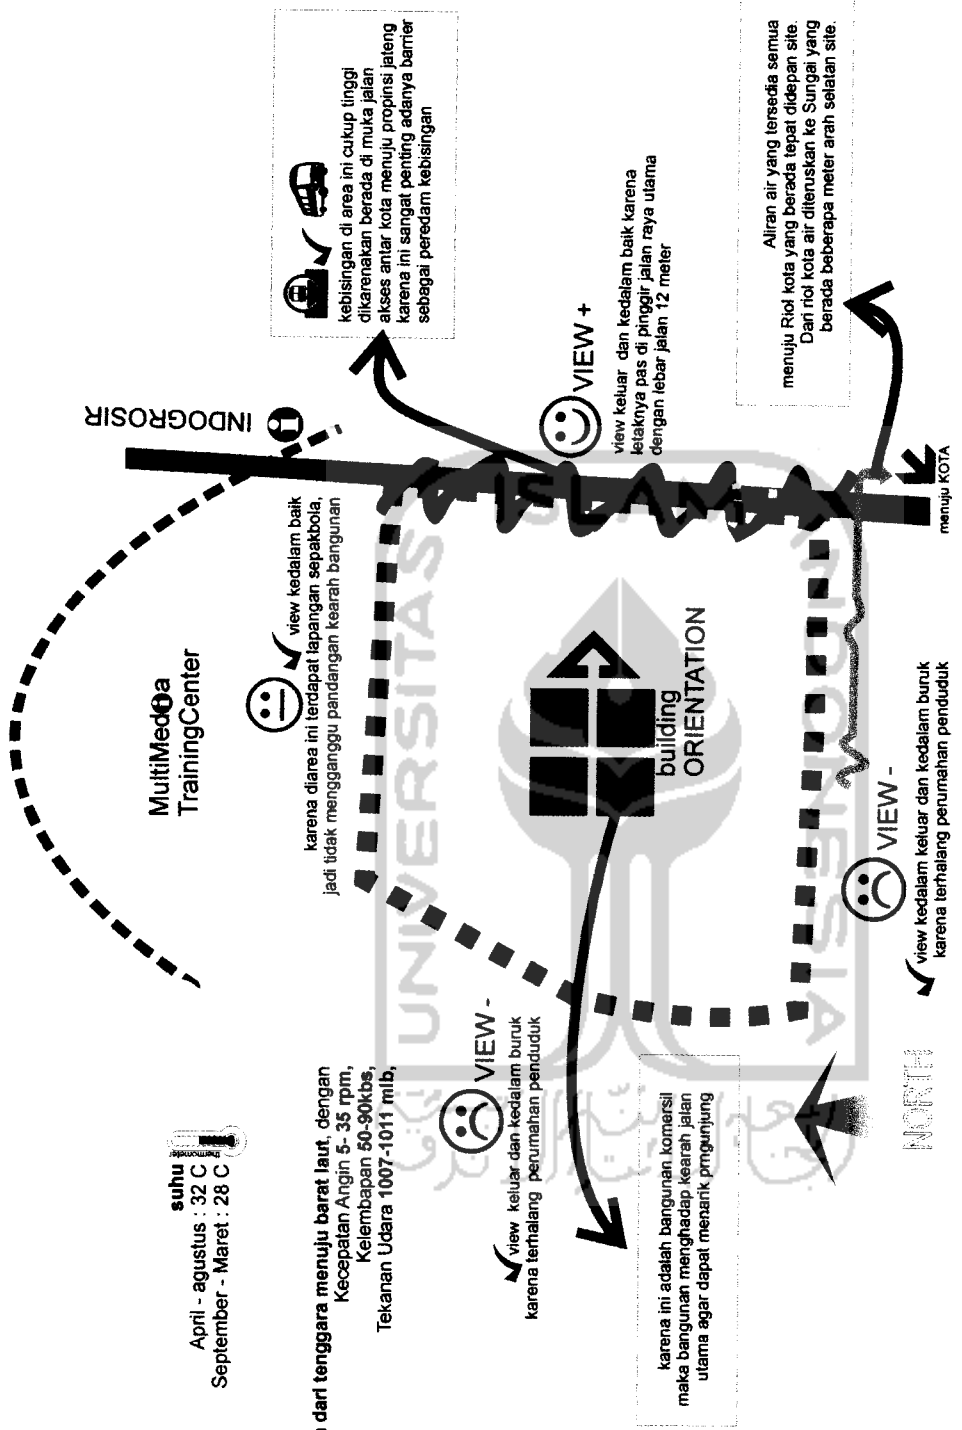 suhu
thermometer
April - agustus : 32 C
September - Maret : 28 C
dari tenggara menuju barat laut, dengan
Kecepatan Angin 5- 35 rpm,
Kelembapan 50-90kbs,
Tekanan Udara 1007-1011 mlb,
MultiMedia
TrainingCenter
INDOGROSIR
kebisingan di area ini cukup tinggi
dikarenakan berada di muka jalan
akses antar kota menuju propinsi jateng
karena ini sangat penting adanya barrier
sebagai peredam kebisingan
view kedalam baik
karena diarea ini terdapat lapangan sepakbola,
jadi tidak mengganggu pandangan kearah bangunan
VIEW -
view keluar dan kedalam buruk
karena terhalang perumahan penduduk
VIEW +
view keluar dan kedalam baik karena
letaknya pas di pinggir jalan raya utama
dengan lebar jalan 12 meter
building
ORIENTATION
karena ini adalah bangunan komersil
maka bangunan menghadap kearah jalan
utama agar dapat menarik prngunjung
Aliran air yang tersedia semua
menuju Riol kota yang berada tepat didepan site.
Dari riol kota air diteruskan ke Sungai yang
berada beberapa meter arah selatan site.
VIEW -
view kedalam keluar dan kedalam buruk
karena terhalang perumahan penduduk
menuju KOTA
NORTH
UNIVERSITAS
ISLAM
INDONESIA